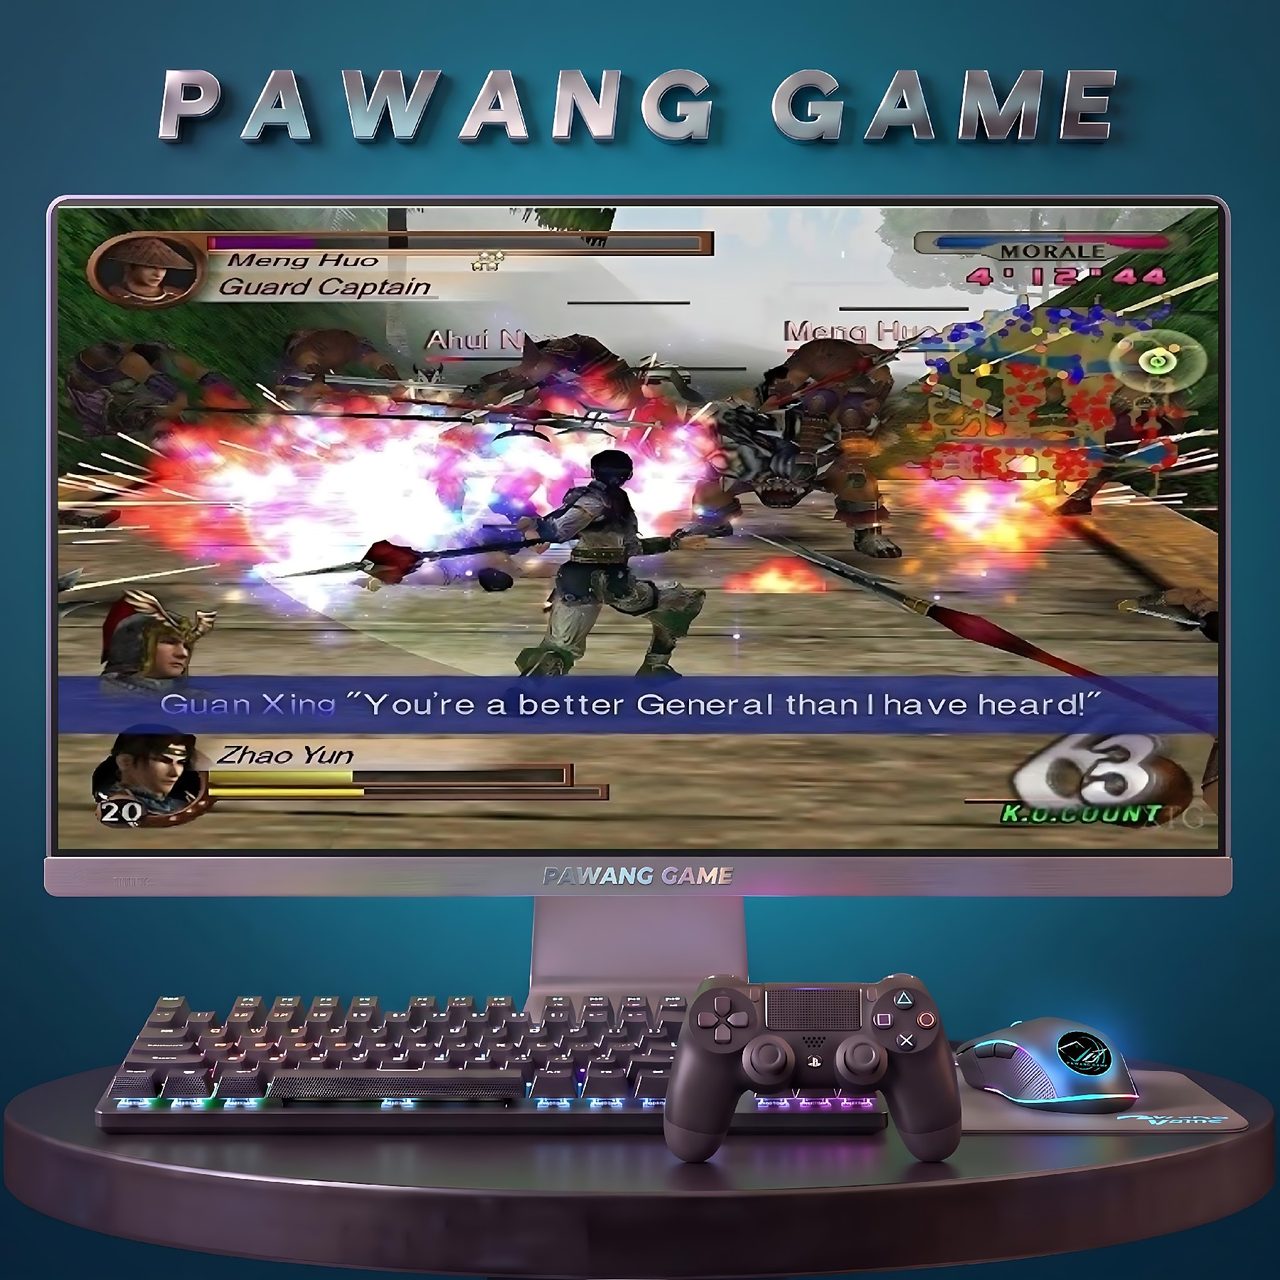 PAWANG GAME
Meng Huo
Guard Captain
MORALE
4'12"44
Ahui N
Meng Huo
Guan Xing "You're a better General than I have heard!"
Zhao Yun
20
63
K.O.COUNT
PAWANG GAME